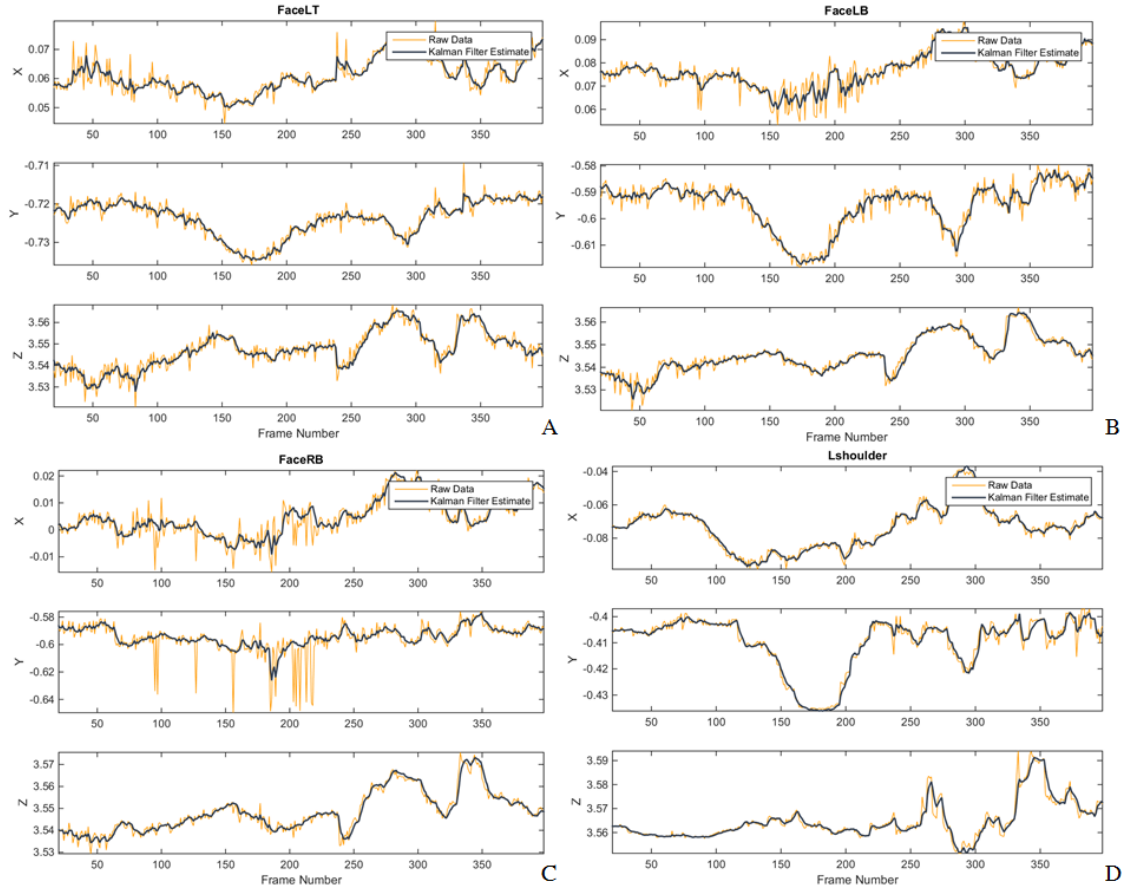 FaceLT
0.07
0.06
0.05
X
Raw Data
Kalman Filter Estimate
50 100 150 200 250 300 350
-0.71
-0.72
-0.73
Y
50 100 150 200 250 300 350
3.56
3.55
3.54
3.53
Z
50 100 150 200 250 300 350
Frame Number
A
FaceLB
0.09
0.08
0.07
0.06
X
Raw Data
Kalman Filter Estimate
50 100 150 200 250 300 350
-0.58
-0.59
-0.6
-0.61
Y
50 100 150 200 250 300 350
3.56
3.55
3.54
3.53
Z
50 100 150 200 250 300 350
Frame Number
B
FaceRB
0.02
0.01
0
-0.01
X
Raw Data
Kalman Filter Estimate
50 100 150 200 250 300 350
-0.58
-0.6
-0.62
-0.64
Y
50 100 150 200 250 300 350
3.57
3.55
3.54
3.53
Z
50 100 150 200 250 300 350
Frame Number
C
Lshoulder
-0.04
-0.06
-0.08
X
Raw Data
Kalman Filter Estimate
50 100 150 200 250 300 350
-0.4
-0.41
-0.42
-0.43
Y
50 100 150 200 250 300 350
3.59
3.57
3.56
Z
50 100 150 200 250 300 350
Frame Number
D